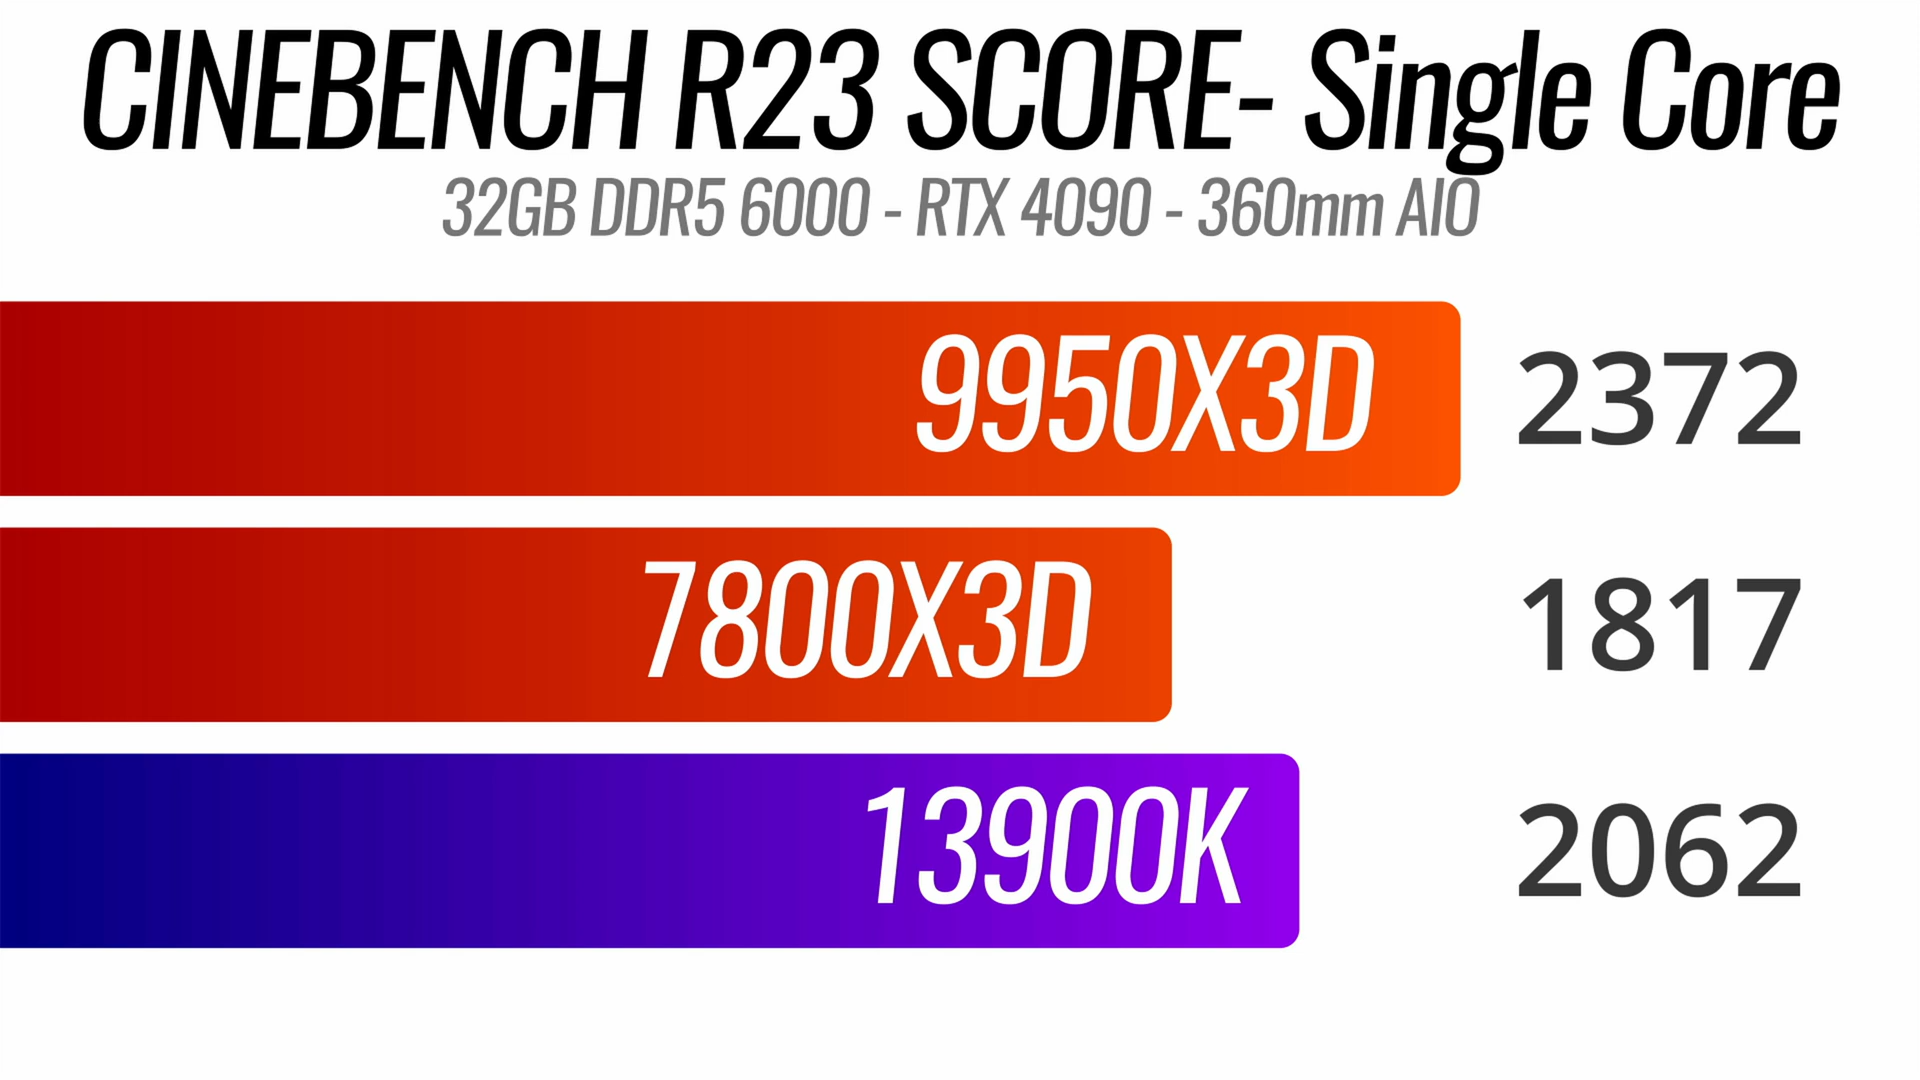 CINEBENCH R23 SCORE- Single Core
32GB DDR5 6000 - RTX 4090 - 360mm AIO
9950X3D 2372
7800X3D 1817
13900K 2062